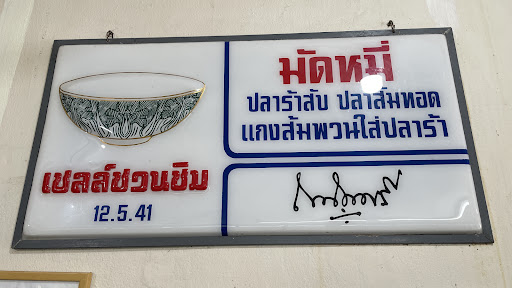 มัดหมี่
ปลาร้าสับ ปลาส้มทอด
แกงส้มพวนใส่ปลาร้า
เชลล์ชวนชิม
12.5.41